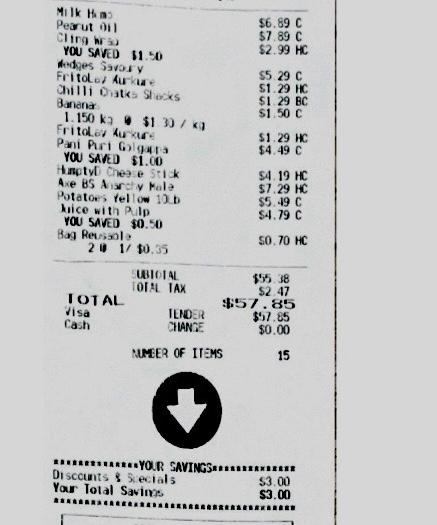 Milk Homo $6.89 C
Pearut Oil $7.89 C
Cling Wrap $2.99 HC
YOU SAVED $1.50
Wedges Savoury $5.29 C
FritoLay Kurkure $1.29 HC
Chilli Chatka Shacks $1.29 BC
Bananas $1.50 C
1.150 kg @ $1.30 / kg
FritoLay Kurkure $1.29 HC
Pani Puri Golgappa $4.49 C
YOU SAVED $1.00
HumptyD Cheese Stick $4.19 HC
Axe BS Anarchy Male $7.29 HC
Potatoes Yellow 10Lb $5.49 C
Juice with Pulp $4.79 C
YOU SAVED $0.50
Bag Reusable $0.70 HC
2 @ 1/ $0.35
SUBTOTAL $55.38
TOTAL TAX $2.47
TOTAL $57.85
Visa TENDER $57.85
Cash CHANGE $0.00
NUMBER OF ITEMS 15
YOUR SAVINGS
Discounts & Specials $3.00
Your Total Savings $3.00